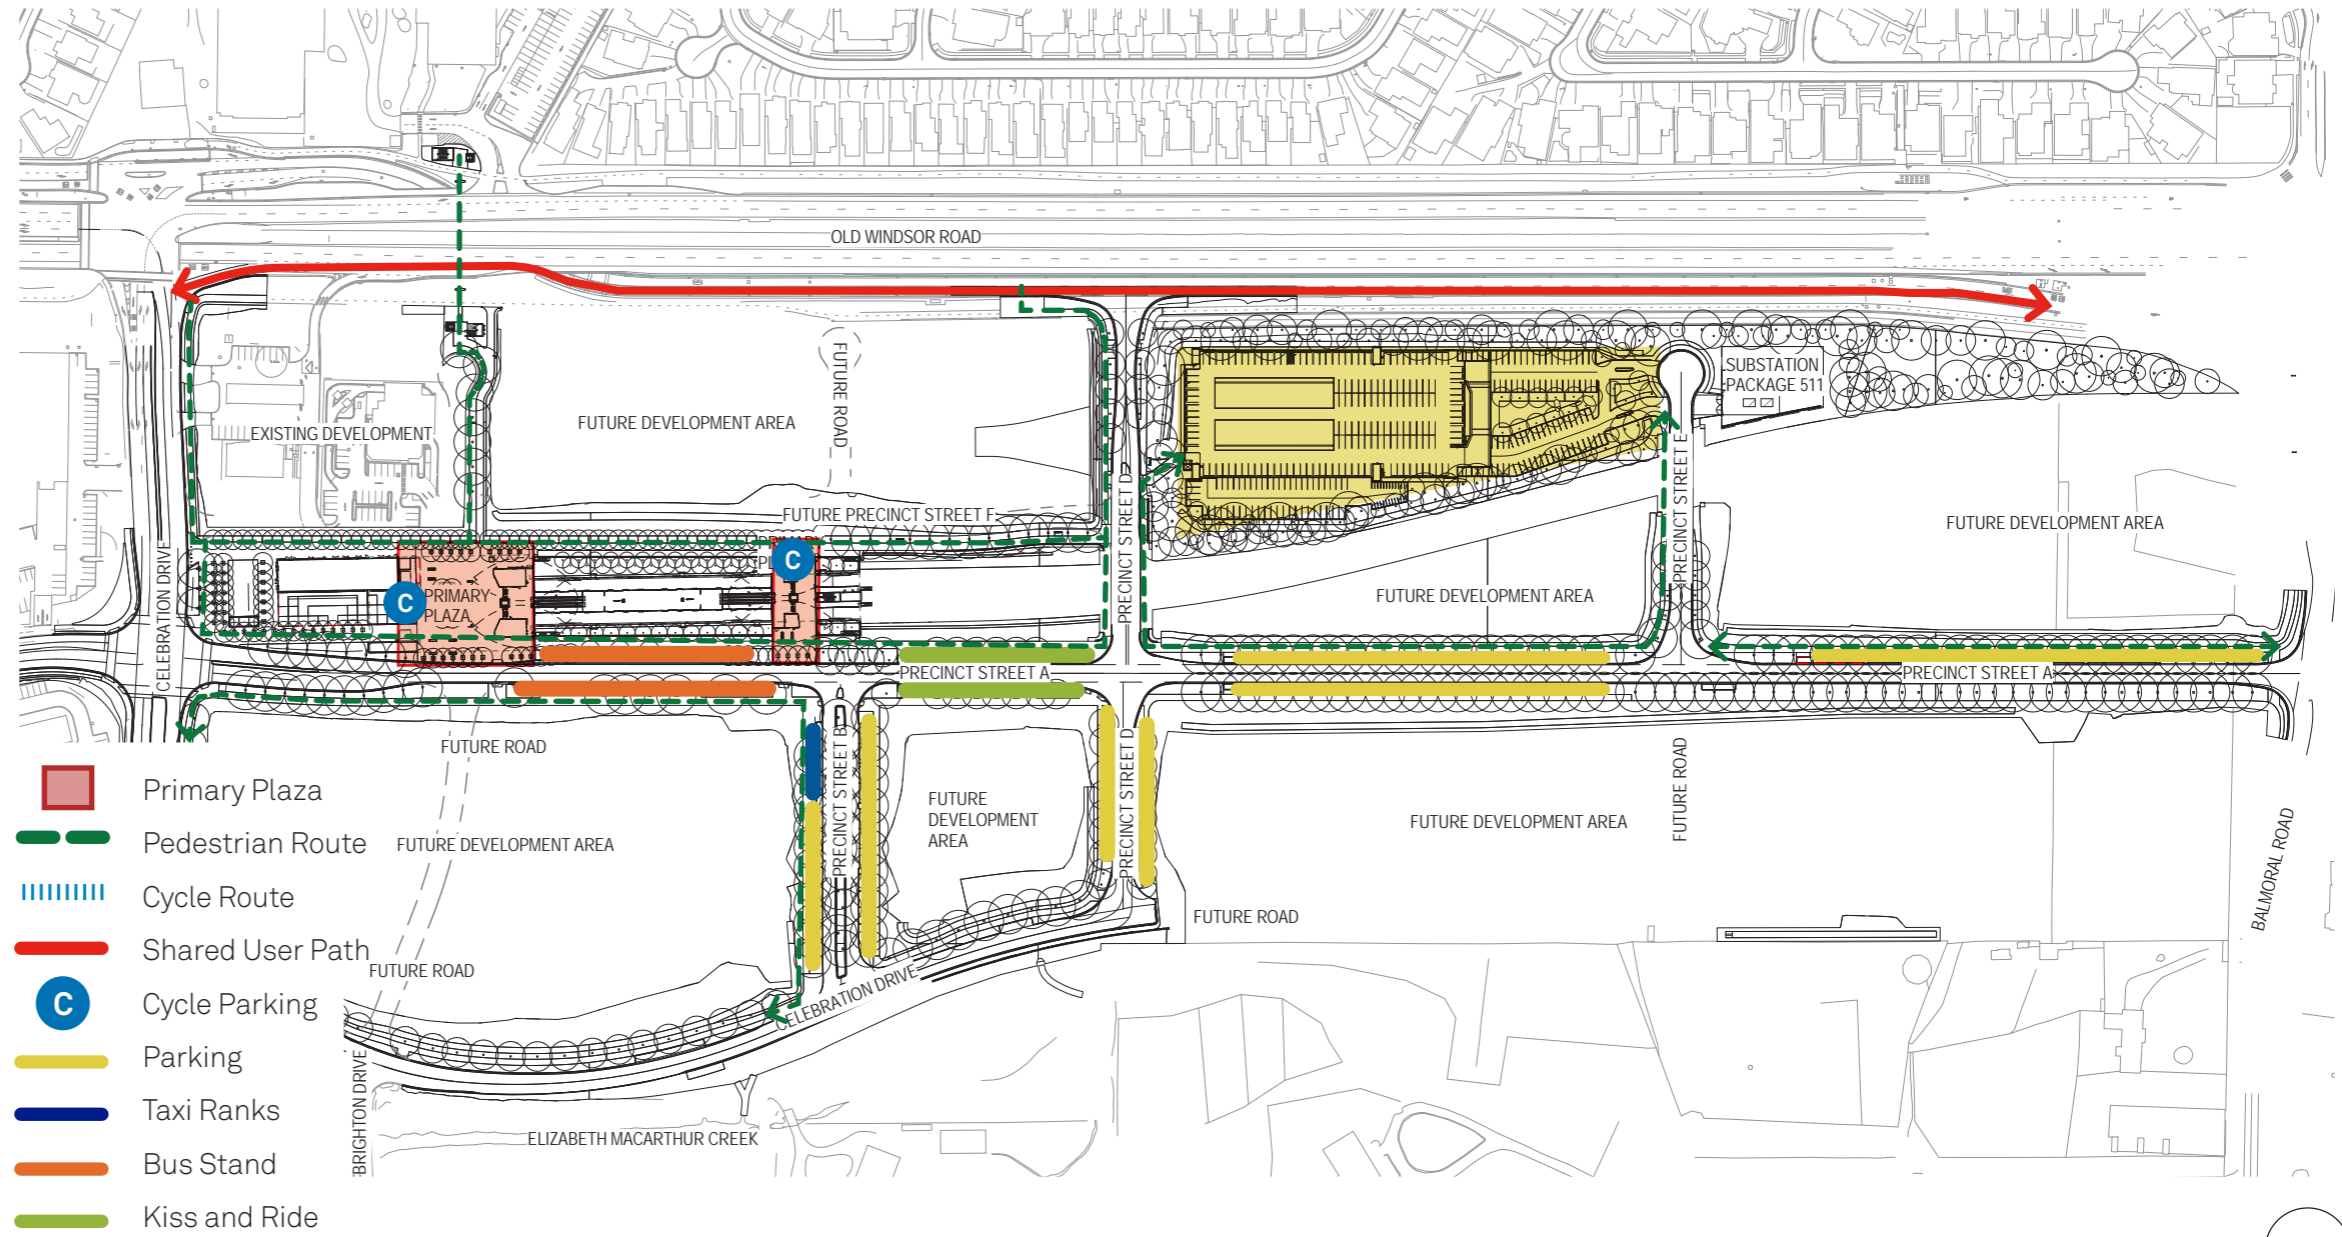 OLD WINDSOR ROAD
FUTURE ROAD
SUBSTATION
PACKAGE 511
EXISTING DEVELOPMENT
FUTURE DEVELOPMENT AREA
PRECINCT STREET D
PRECINCT STREET E
FUTURE PRECINCT STREET F
FUTURE DEVELOPMENT AREA
C
CELEBRATION DRIVE
C
PRIMARY
PLAZA
FUTURE DEVELOPMENT AREA
PRECINCT STREET A
PRECINCT STREET A
FUTURE ROAD
PRECINCT STREET B
FUTURE
DEVELOPMENT
AREA
PRECINCT STREET D
FUTURE ROAD
FUTURE DEVELOPMENT AREA
FUTURE DEVELOPMENT AREA
BALMORAL ROAD
FUTURE ROAD
FUTURE ROAD
CELEBRATION DRIVE
BRIGHTON DRIVE
ELIZABETH MACARTHUR CREEK
Primary Plaza
Pedestrian Route
Cycle Route
Shared User Path
C Cycle Parking
Parking
Taxi Ranks
Bus Stand
Kiss and Ride